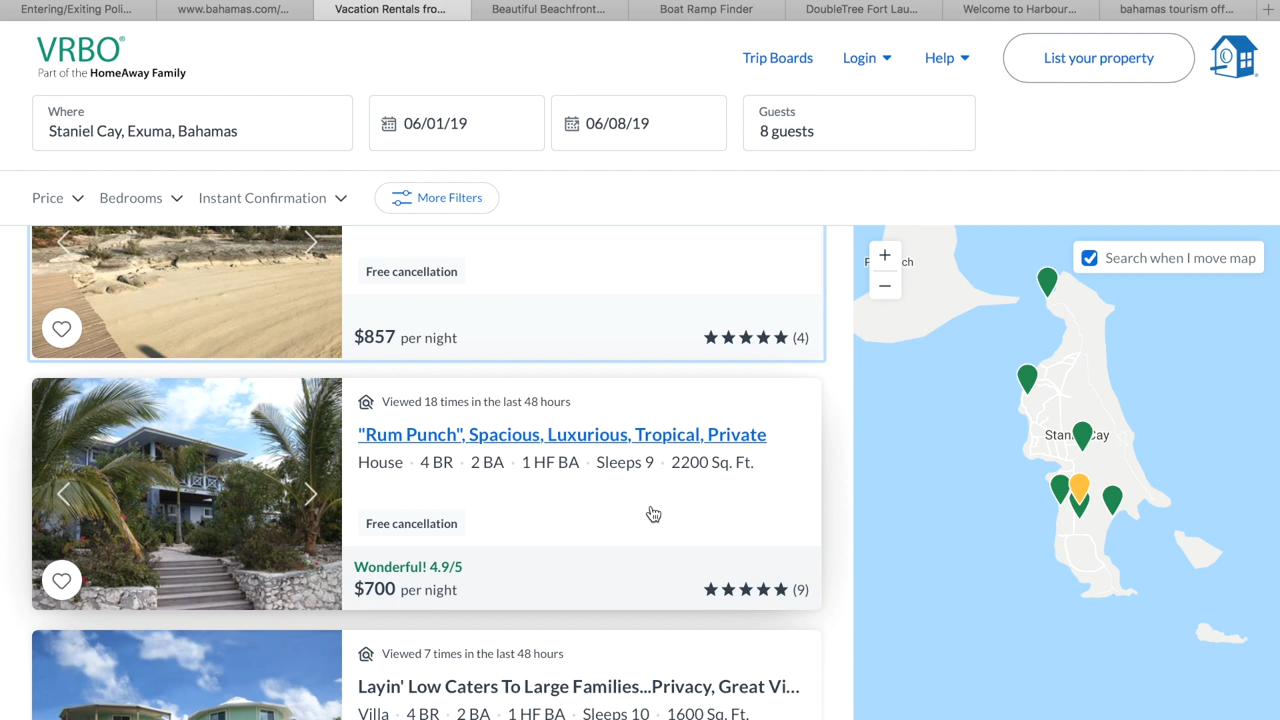 Entering/Exiting Poli...
www.bahamas.com/...
Vacation Rentals fro...
Beautiful Beachfront...
Boat Ramp Finder
DoubleTree Fort Lau...
Welcome to Harbour...
bahamas tourism off...
VRBO®
Part of the HomeAway Family
Trip Boards
Login
Help
List your property
Where
Staniel Cay, Exuma, Bahamas
06/01/19
06/08/19
Guests
8 guests
Price
Bedrooms
Instant Confirmation
More Filters
Free cancellation
$857 per night
(4)
Viewed 18 times in the last 48 hours
"Rum Punch", Spacious, Luxurious, Tropical, Private
House · 4 BR · 2 BA · 1 HF BA · Sleeps 9 · 2200 Sq. Ft.
Free cancellation
Wonderful! 4.9/5
$700 per night
(9)
Viewed 7 times in the last 48 hours
Layin' Low Caters To Large Families...Privacy, Great Vi...
Villa · 4 BR · 2 BA · 1 HF BA · Sleeps 10 · 1600 Sq. Ft.
+
−
Search when I move map